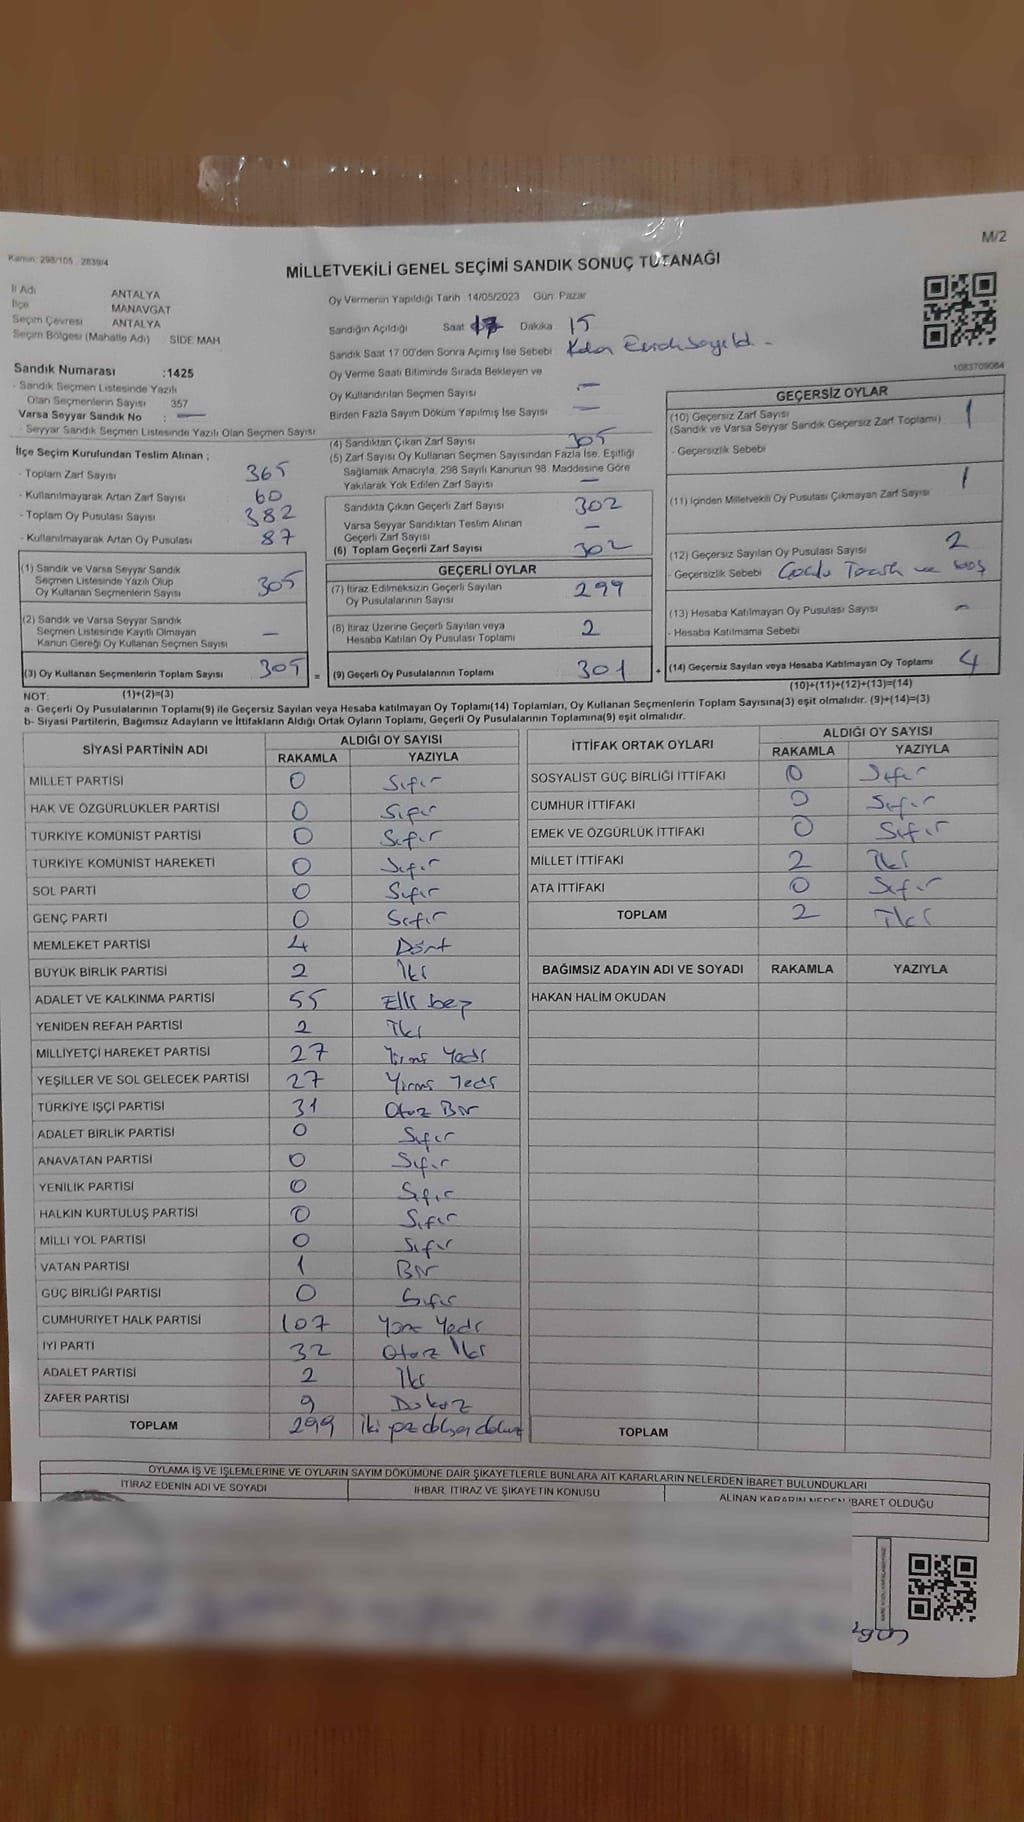 M/2
Kanun: 298/105 . 2839/4
MİLLETVEKİLİ GENEL SEÇİMİ SANDIK SONUÇ TUTANAĞI
İl Adı ANTALYA
İlçe MANAVGAT
Seçim Çevresi ANTALYA
Seçim Bölgesi (Mahalle Adı) SİDE MAH.
Oy Vermenin Yapıldığı Tarih 14/05/2023 Gün: Pazar
Sandığın Açıldığı Saat 17 Dakika 15
Sandık Saat 17:00'den Sonra Açımış İse Sebebi
Oy Verme Saati Bitiminde Sırada Bekleyen ve
Oy Kullandırılan Seçmen Sayısı —
Birden Fazla Sayım Döküm Yapılmış İse Sayısı —
1083709084
Sandık Numarası :1425
- Sandık Seçmen Listesinde Yazılı
Olan Seçmenlerin Sayısı 357
Varsa Seyyar Sandık No : —
- Seyyar Sandık Seçmen Listesinde Yazılı Olan Seçmen Sayısı
İlçe Seçim Kurulundan Teslim Alınan ;
- Toplam Zarf Sayısı 365
- Kullanılmayarak Artan Zarf Sayısı 60
- Toplam Oy Pusulası Sayısı 382
- Kullanılmayarak Artan Oy Pusulası 87
(1) Sandık ve Varsa Seyyar Sandık
Seçmen Listesinde Yazılı Olup
Oy Kullanan Seçmenlerin Sayısı 305
(2) Sandık ve Varsa Seyyar Sandık
Seçmen Listesinde Kayıtlı Olmayan
Kanun Gereği Oy Kullanan Seçmen Sayısı —
(3) Oy Kullanan Seçmenlerin Toplam Sayısı 305
(4) Sandıktan Çıkan Zarf Sayısı 305
(5) Zarf Sayısı Oy Kullanan Seçmen Sayısından Fazla İse, Eşitliği
Sağlamak Amacıyla, 298 Sayılı Kanunun 98. Maddesine Göre
Yakılarak Yok Edilen Zarf Sayısı —
Sandıkta Çıkan Geçerli Zarf Sayısı 302
Varsa Seyyar Sandıktan Teslim Alınan
Geçerli Zarf Sayısı —
(6) Toplam Geçerli Zarf Sayısı 302
GEÇERLİ OYLAR
(7) İtiraz Edilmeksizin Geçerli Sayılan
Oy Pusulalarının Sayısı 299
(8) İtiraz Üzerine Geçerli Sayılan veya
Hesaba Katılan Oy Pusulası Toplamı 2
= (9) Geçerli Oy Pusulalarının Toplamı 301
GEÇERSİZ OYLAR
(10) Geçersiz Zarf Sayısı
(Sandık ve Varsa Seyyar Sandık Geçersiz Zarf Toplamı) 1
- Geçersizlik Sebebi
(11) İçinden Milletvekili Oy Pusulası Çıkmayan Zarf Sayısı 1
(12) Geçersiz Sayılan Oy Pusulası Sayısı 2
- Geçersizlik Sebebi ve boş
(13) Hesaba Katılmayan Oy Pusulası Sayısı —
- Hesaba Katılmama Sebebi
+ (14) Geçersiz Sayılan veya Hesaba Katılmayan Oy Toplamı 4
NOT: (1)+(2)=(3)
(10)+(11)+(12)+(13)=(14)
a- Geçerli Oy Pusulalarının Toplamı(9) ile Geçersiz Sayılan veya Hesaba katılmayan Oy Toplamı(14) Toplamları, Oy Kullanan Seçmenlerin Toplam Sayısına(3) eşit olmalıdır. (9)+(14)=(3)
b- Siyasi Partilerin, Bağımsız Adayların ve İttifakların Aldığı Ortak Oyların Toplamı, Geçerli Oy Pusulalarının Toplamına(9) eşit olmalıdır.
SİYASİ PARTİNİN ADI ALDIĞI OY SAYISI
RAKAMLA YAZIYLA
MİLLET PARTİSİ 0 Sıfır
HAK VE ÖZGÜRLÜKLER PARTİSİ 0 Sıfır
TÜRKİYE KOMÜNİST PARTİSİ 0 Sıfır
TÜRKİYE KOMÜNİST HAREKETİ 0 Sıfır
SOL PARTİ 0 Sıfır
GENÇ PARTİ 0 Sıfır
MEMLEKET PARTİSİ 4 Dört
BÜYÜK BİRLİK PARTİSİ 2 İki
ADALET VE KALKINMA PARTİSİ 55 Elli beş
YENİDEN REFAH PARTİSİ 2 İki
MİLLİYETÇİ HAREKET PARTİSİ 27 Yirmi Yedi
YEŞİLLER VE SOL GELECEK PARTİSİ 27 Yirmi Yedi
TÜRKİYE İŞÇİ PARTİSİ 31 Otuz Bir
ADALET BİRLİK PARTİSİ 0 Sıfır
ANAVATAN PARTİSİ 0 Sıfır
YENİLİK PARTİSİ 0 Sıfır
HALKIN KURTULUŞ PARTİSİ 0 Sıfır
MİLLİ YOL PARTİSİ 0 Sıfır
VATAN PARTİSİ 1 Bir
GÜÇ BİRLİĞİ PARTİSİ 0 Sıfır
CUMHURİYET HALK PARTİSİ 107 Yüz Yedi
İYİ PARTİ 32 Otuz İki
ADALET PARTİSİ 2 İki
ZAFER PARTİSİ 9 Dokuz
TOPLAM 299 İki yüz doksan dokuz
İTTİFAK ORTAK OYLARI ALDIĞI OY SAYISI
RAKAMLA YAZIYLA
SOSYALİST GÜÇ BİRLİĞİ İTTİFAKI 0 Sıfır
CUMHUR İTTİFAKI 0 Sıfır
EMEK VE ÖZGÜRLÜK İTTİFAKI 0 Sıfır
MİLLET İTTİFAKI 2 İki
ATA İTTİFAKI 0 Sıfır
TOPLAM 2 İki
BAĞIMSIZ ADAYIN ADI VE SOYADI RAKAMLA YAZIYLA
HAKAN HALİM OKUDAN
TOPLAM
OYLAMA İŞ VE İŞLEMLERİNE VE OYLARIN SAYIM DÖKÜMÜNE DAİR ŞİKAYETLERLE BUNLARA AİT KARARLARIN NELERDEN İBARET BULUNDUKLARI
İTİRAZ EDENİN ADI VE SOYADI İHBAR, İTİRAZ VE ŞİKAYETİN KONUSU ALINAN KARARIN NEDEN İBARET OLDUĞU